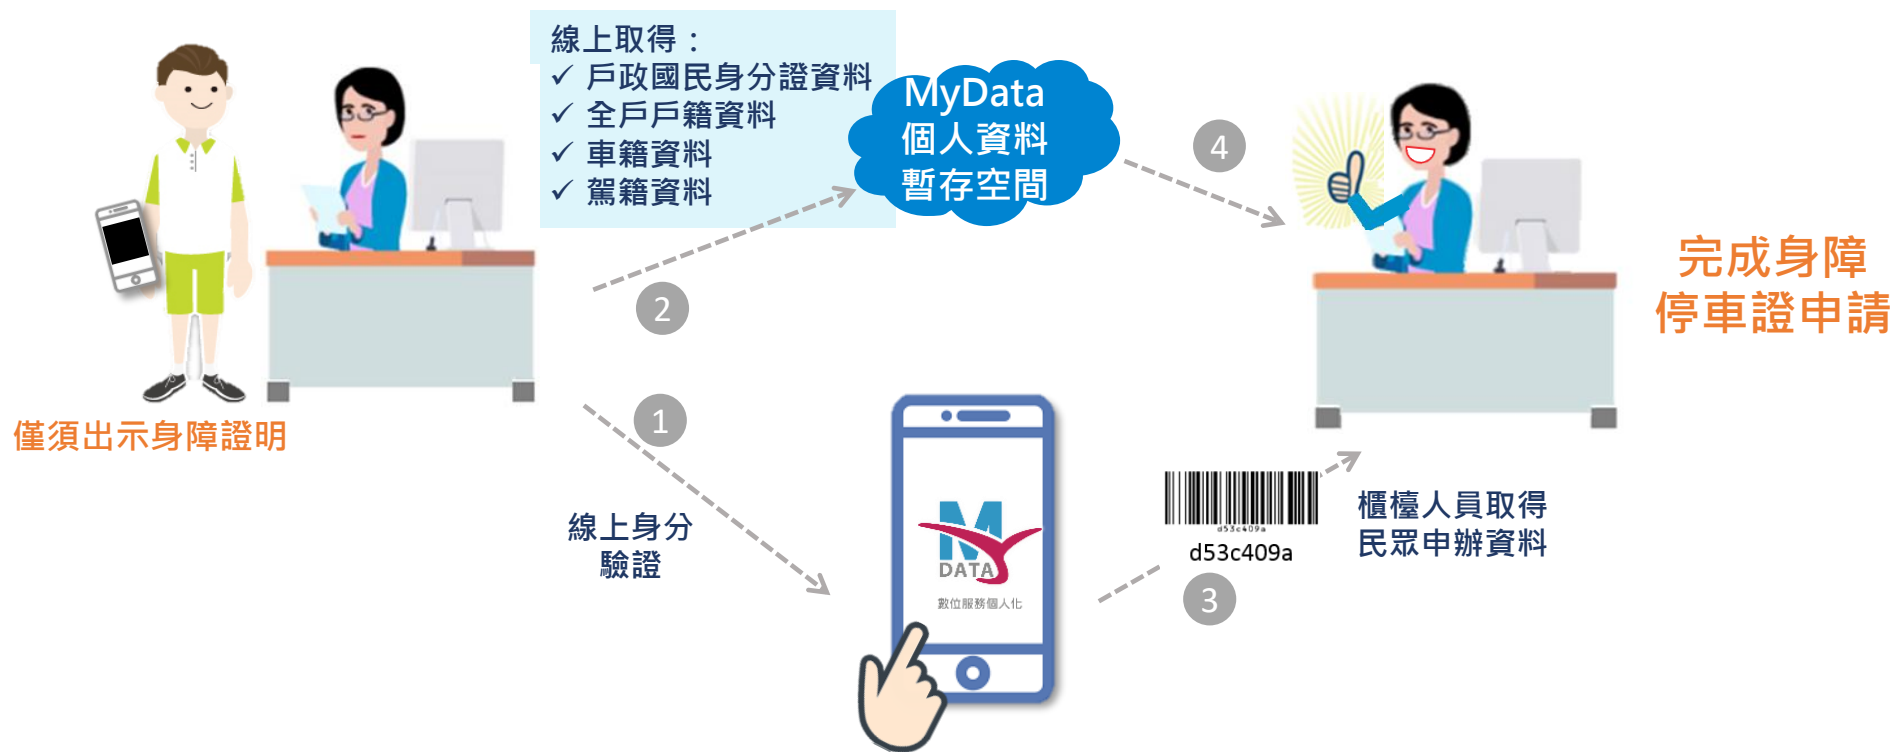 線上取得：
✓ 戶政國民身分證資料
✓ 全戶戶籍資料
✓ 車籍資料
✓ 駕籍資料
MyData
個人資料
暫存空間
4
2
完成身障
停車證申請
僅須出示身障證明
1
線上身分
驗證
M
DATA
數位服務個人化
d53c409a
d53c409a
3
櫃檯人員取得
民眾申辦資料